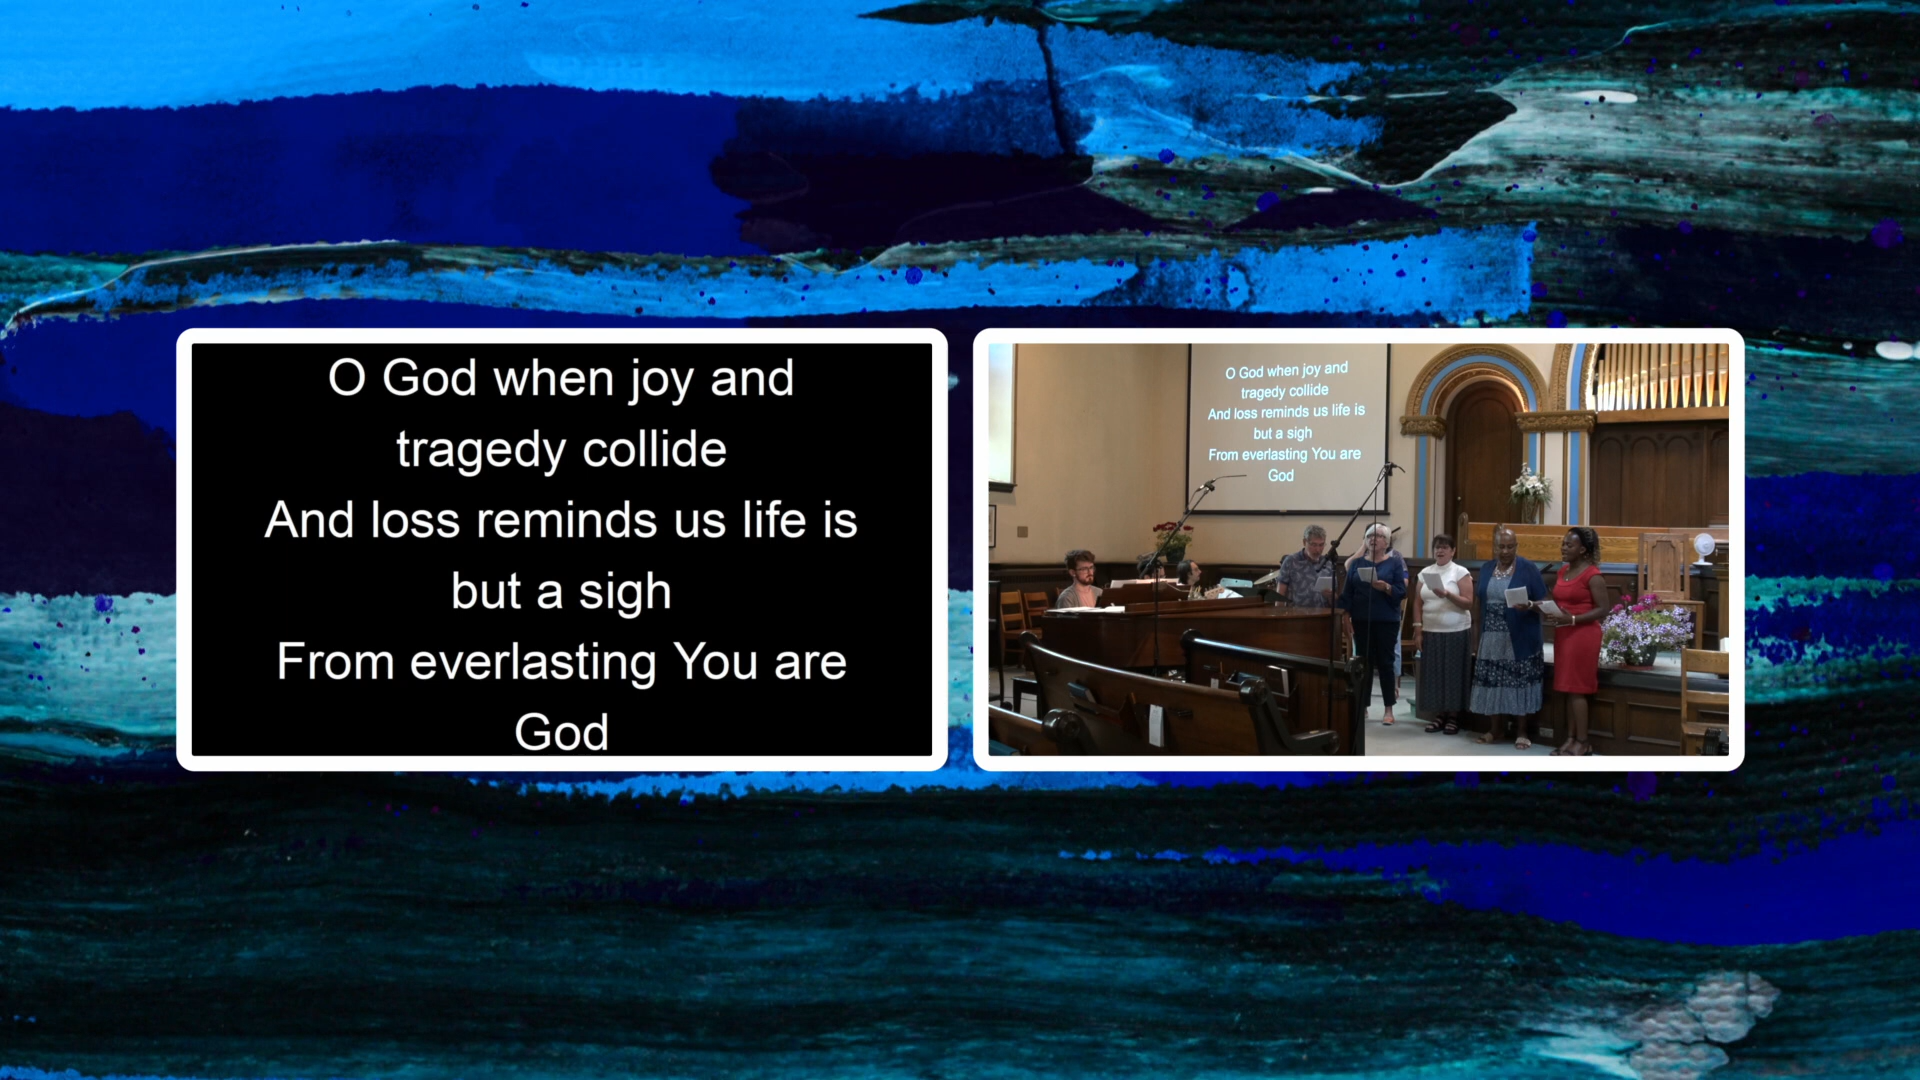 O God when joy and
tragedy collide
And loss reminds us life is
but a sigh
From everlasting You are
God
O God when joy and
tragedy collide
And loss reminds us life is
but a sigh
From everlasting You are
God